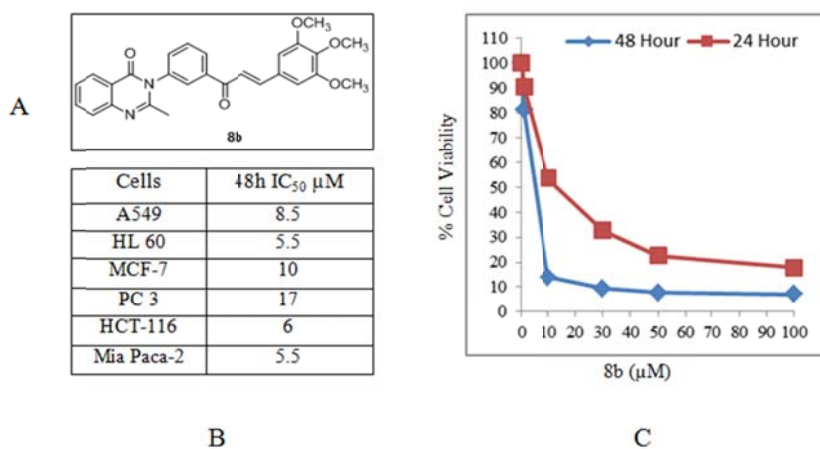 A
O
N
N
O
OCH₃
OCH₃
OCH₃
8b
Cells 48h IC₅₀ µM
A549 8.5
HL 60 5.5
MCF-7 10
PC 3 17
HCT-116 6
Mia Paca-2 5.5
B
C
48 Hour 24 Hour
% Cell Viability
110
100
90
80
70
60
50
40
30
20
10
0
0 10 20 30 40 50 60 70 80 90 100
8b (µM)